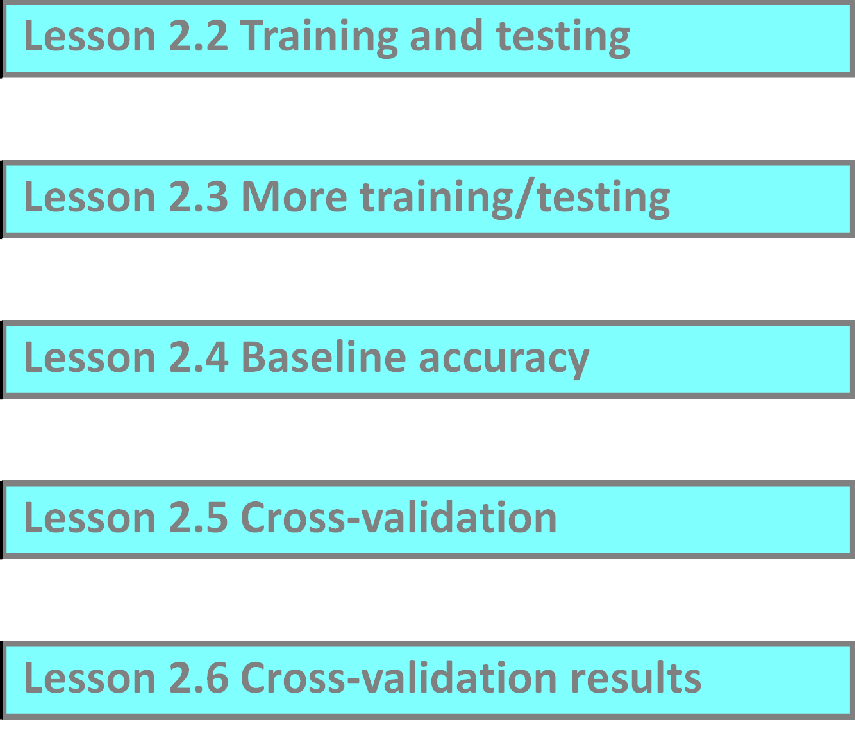 Lesson 2.2 Training and testing
Lesson 2.3 More training/testing
Lesson 2.4 Baseline accuracy
Lesson 2.5 Cross-validation
Lesson 2.6 Cross-validation results